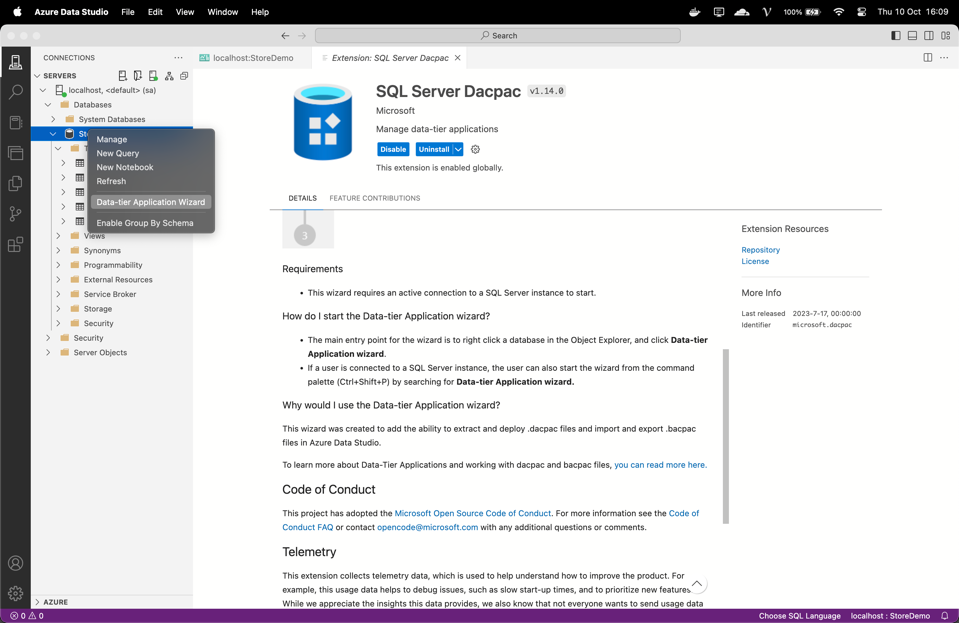 Azure Data Studio File Edit View Window Help 100% Thu 10 Oct 16:09
Search
CONNECTIONS
SERVERS
localhost, <default> (sa)
Databases
System Databases
Manage
New Query
New Notebook
Refresh
Data-tier Application Wizard
Enable Group By Schema
Views
Synonyms
Programmability
External Resources
Service Broker
Storage
Security
Security
Server Objects
AZURE
localhost:StoreDemo
Extension: SQL Server Dacpac
SQL Server Dacpac v1.14.0
Microsoft
Manage data-tier applications
Disable Uninstall
This extension is enabled globally.
DETAILS FEATURE CONTRIBUTIONS
3
Requirements
• This wizard requires an active connection to a SQL Server instance to start.
How do I start the Data-tier Application wizard?
• The main entry point for the wizard is to right click a database in the Object Explorer, and click Data-tier
Application wizard.
• If a user is connected to a SQL Server instance, the user can also start the wizard from the command
palette (Ctrl+Shift+P) by searching for Data-tier Application wizard.
Why would I use the Data-tier Application wizard?
This wizard was created to add the ability to extract and deploy .dacpac files and import and export .bacpac
files in Azure Data Studio.
To learn more about Data-Tier Applications and working with dacpac and bacpac files, you can read more here.
Code of Conduct
This project has adopted the Microsoft Open Source Code of Conduct. For more information see the Code of
Conduct FAQ or contact opencode@microsoft.com with any additional questions or comments.
Telemetry
This extension collects telemetry data, which is used to help understand how to improve the product. For
example, this usage data helps to debug issues, such as slow start-up times, and to prioritize new features.
While we appreciate the insights this data provides, we also know that not everyone wants to send usage data
Extension Resources
Repository
License
More Info
Last released 2023-7-17, 00:00:00
Identifier microsoft.dacpac
0 0 Choose SQL Language localhost : StoreDemo